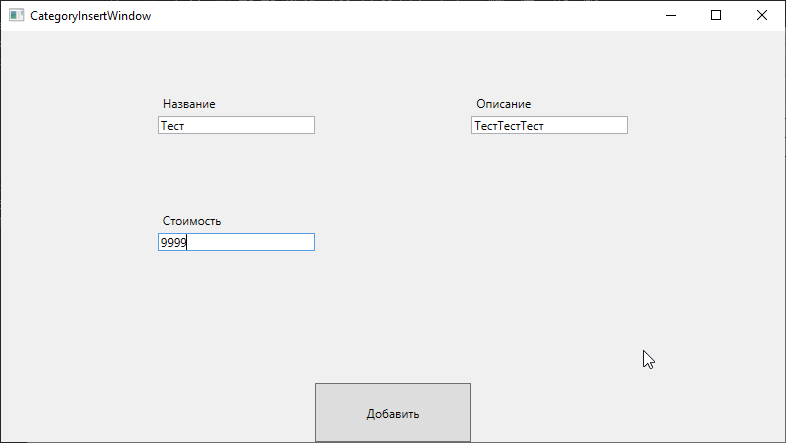 CategoryInsertWindow
Название
Описание
Тест
ТестТестТест
Стоимость
9999
Добавить